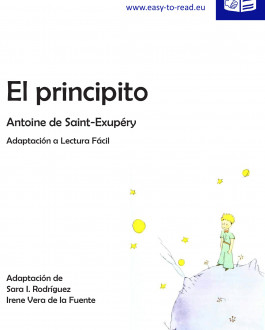 www.easy-to-read.eu
El principito
Antoine de Saint-Exupéry
Adaptación a Lectura Fácil
Adaptación de
Sara I. Rodríguez
Irene Vera de la Fuente